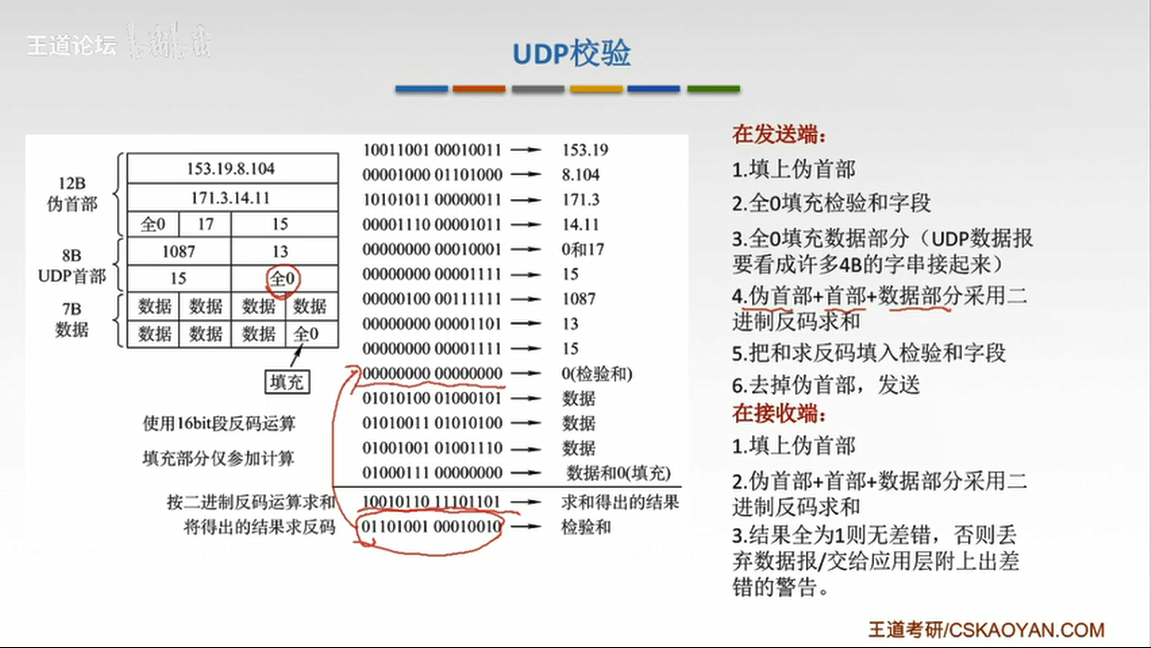 王道论坛
UDP校验
12B
伪首部
153.19.8.104
171.3.14.11
全0 17 15
8B
UDP首部
1087 13
15 全0
7B
数据
数据 数据 数据 数据
数据 数据 数据 全0
填充
使用16bit段反码运算
填充部分仅参加计算
10011001 00010011 → 153.19
00001000 01101000 → 8.104
10101011 00000011 → 171.3
00001110 00001011 → 14.11
00000000 00010001 → 0和17
00000000 00001111 → 15
00000100 00111111 → 1087
00000000 00001101 → 13
00000000 00001111 → 15
00000000 00000000 → 0(检验和)
01010100 01000101 → 数据
01010011 01010100 → 数据
01001001 01001110 → 数据
01000111 00000000 → 数据和0(填充)
按二进制反码运算求和 10010110 11101101 → 求和得出的结果
将得出的结果求反码 01101001 00010010 → 检验和
在发送端:
1.填上伪首部
2.全0填充检验和字段
3.全0填充数据部分（UDP数据报
要看成许多4B的字串接起来）
4.伪首部+首部+数据部分采用二
进制反码求和
5.把和求反码填入检验和字段
6.去掉伪首部，发送
在接收端:
1.填上伪首部
2.伪首部+首部+数据部分采用二
进制反码求和
3.结果全为1则无差错，否则丢
弃数据报/交给应用层附上出差
错的警告。
王道考研/CSKAOYAN.COM